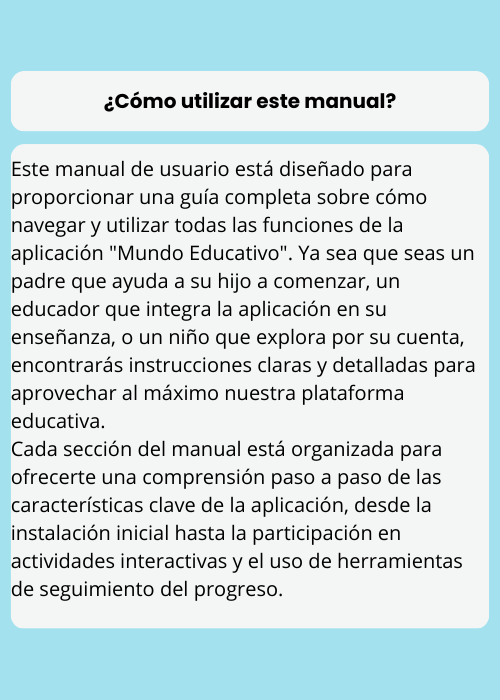 ¿Cómo utilizar este manual?
Este manual de usuario está diseñado para
proporcionar una guía completa sobre cómo
navegar y utilizar todas las funciones de la
aplicación "Mundo Educativo". Ya sea que seas un
padre que ayuda a su hijo a comenzar, un
educador que integra la aplicación en su
enseñanza, o un niño que explora por su cuenta,
encontrarás instrucciones claras y detalladas para
aprovechar al máximo nuestra plataforma
educativa.
Cada sección del manual está organizada para
ofrecerte una comprensión paso a paso de las
características clave de la aplicación, desde la
instalación inicial hasta la participación en
actividades interactivas y el uso de herramientas
de seguimiento del progreso.